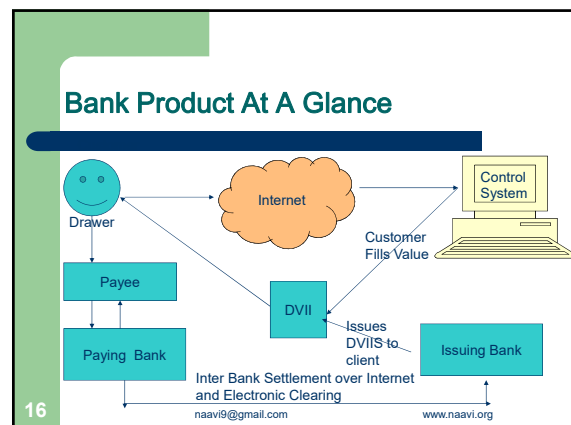 Bank Product At A Glance
Internet
Control
System
Drawer
Customer
Fills Value
Payee
DVII
Issues
DVIIS to
client
Paying Bank
Issuing Bank
Inter Bank Settlement over Internet
and Electronic Clearing
16
naavi9@gmail.com
www.naavi.org